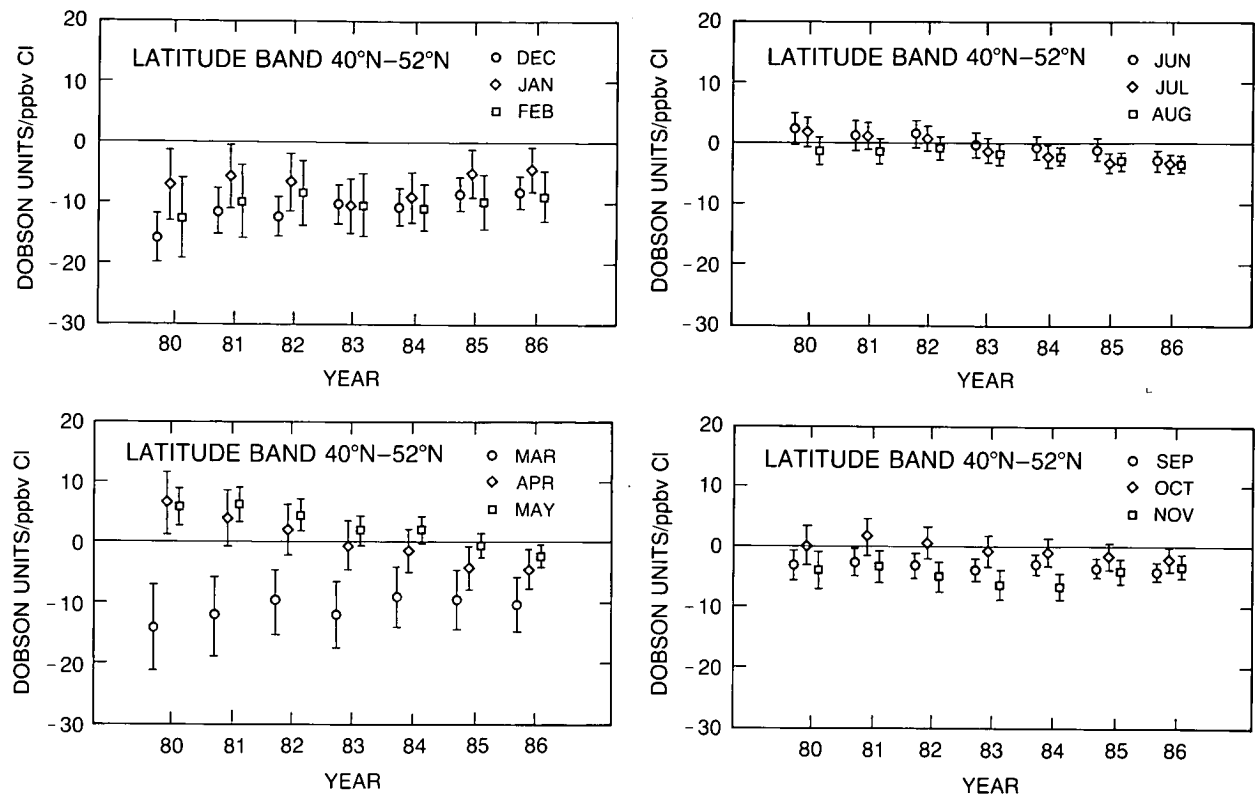 20
10
0
-10
-20
-30
DOBSON UNITS/ppbv Cl
LATITUDE BAND 40°N–52°N
DEC
JAN
FEB
80 81 82 83 84 85 86
YEAR
20
10
0
-10
-20
-30
DOBSON UNITS/ppbv Cl
LATITUDE BAND 40°N–52°N
JUN
JUL
AUG
80 81 82 83 84 85 86
YEAR
20
10
0
-10
-20
-30
DOBSON UNITS/ppbv Cl
LATITUDE BAND 40°N–52°N
MAR
APR
MAY
80 81 82 83 84 85 86
YEAR
20
10
0
-10
-20
-30
DOBSON UNITS/ppbv Cl
LATITUDE BAND 40°N–52°N
SEP
OCT
NOV
80 81 82 83 84 85 86
YEAR